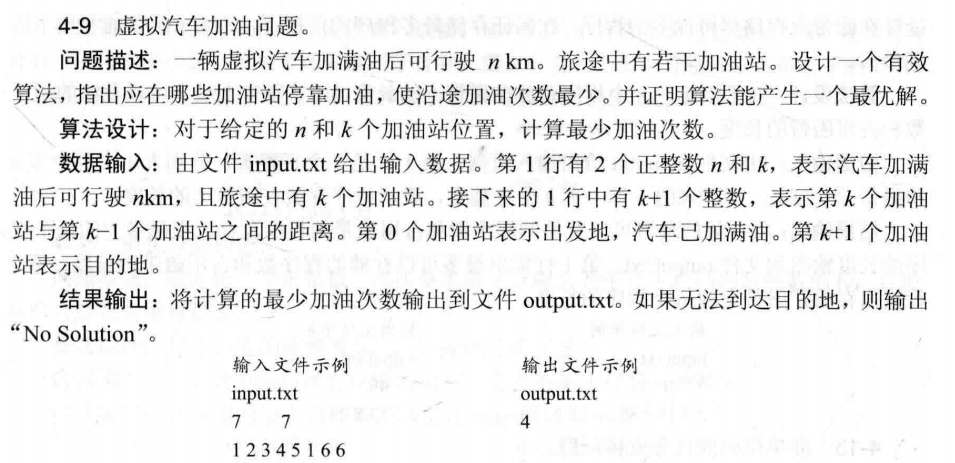 4-9 虚拟汽车加油问题。
问题描述：一辆虚拟汽车加满油后可行驶 n km。旅途中有若干加油站。设计一个有效
算法，指出应在哪些加油站停靠加油，使沿途加油次数最少。并证明算法能产生一个最优解。
算法设计：对于给定的 n 和 k 个加油站位置，计算最少加油次数。
数据输入：由文件 input.txt 给出输入数据。第 1 行有 2 个正整数 n 和 k，表示汽车加满
油后可行驶 nkm，且旅途中有 k 个加油站。接下来的 1 行中有 k+1 个整数，表示第 k 个加油
站与第 k−1 个加油站之间的距离。第 0 个加油站表示出发地，汽车已加满油。第 k+1 个加油
站表示目的地。
结果输出：将计算的最少加油次数输出到文件 output.txt。如果无法到达目的地，则输出
“No Solution”。
输入文件示例 输出文件示例
input.txt output.txt
7 7 4
1 2 3 4 5 1 6 6